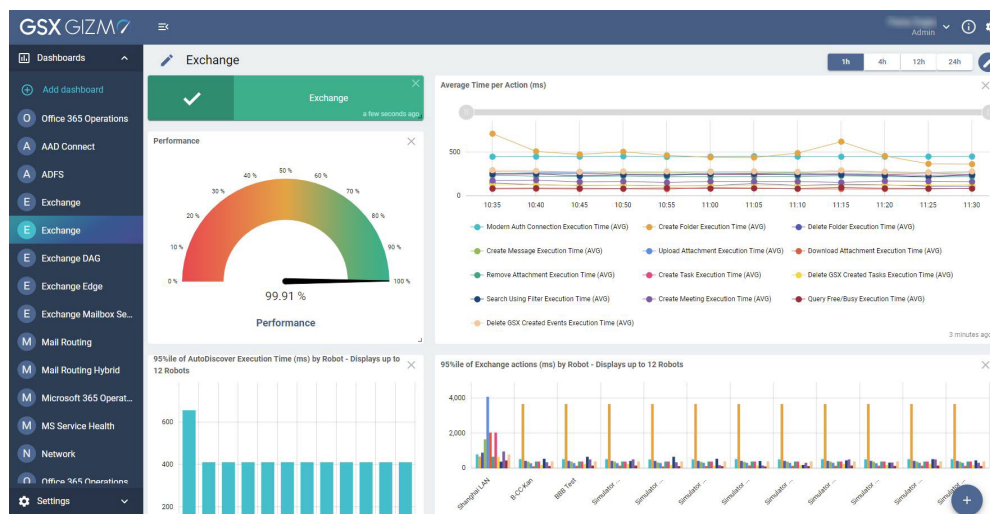 GSX GIZMO
Admin
Dashboards
Add dashboard
O Office 365 Operations
A AAD Connect
A ADFS
E Exchange
E Exchange
E Exchange DAG
E Exchange Edge
E Exchange Mailbox Se...
M Mail Routing
M Mail Routing Hybrid
M Microsoft 365 Operat...
M MS Service Health
N Network
O Office 365 Operations
Settings
Exchange
1h 4h 12h 24h
Exchange
a few seconds ago
Performance
0 % 10 % 20 % 30 % 40 % 50 % 60 % 70 % 80 % 90 % 100 %
99.91 %
Performance
Average Time per Action (ms)
500
0
10:35 10:40 10:45 10:50 10:55 11:00 11:05 11:10 11:15 11:20 11:25 11:30
Modern Auth Connection Execution Time (AVG) Create Folder Execution Time (AVG) Delete Folder Execution Time (AVG)
Create Message Execution Time (AVG) Upload Attachment Execution Time (AVG) Download Attachment Execution Time (AVG)
Remove Attachment Execution Time (AVG) Create Task Execution Time (AVG) Delete GSX Created Tasks Execution Time (AVG)
Search Using Filter Execution Time (AVG) Create Meeting Execution Time (AVG) Query Free/Busy Execution Time (AVG)
Delete GSX Created Events Execution Time (AVG)
3 minutes ago
95%ile of AutoDiscover Execution Time (ms) by Robot - Displays up to
12 Robots
600
400
200
95%ile of Exchange actions (ms) by Robot - Displays up to 12 Robots
4,000
2,000
0
Shanghai LAN B CC-Kan BBB Test Simulator ... Simulator ... Simulator ... Simulator ... Simulator ... Simulator ... Simulator ... Simulator ... Simulator ...